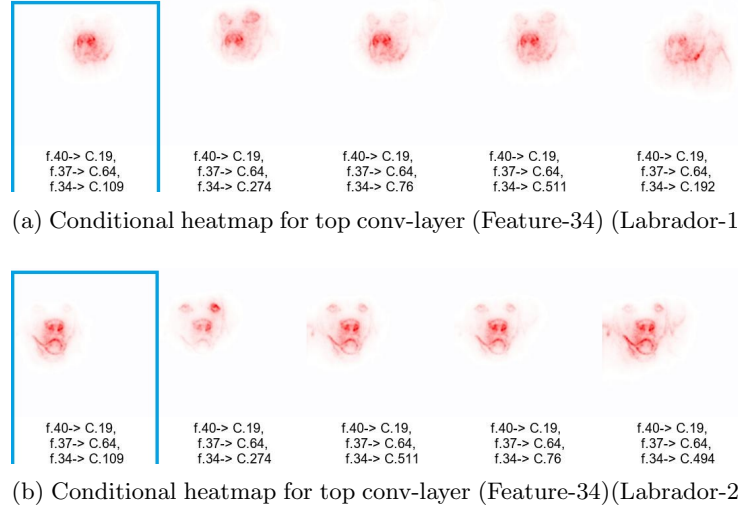 f.40-> C.19, f.40-> C.19, f.40-> C.19, f.40-> C.19, f.40-> C.19,
f.37-> C.64, f.37-> C.64, f.37-> C.64, f.37-> C.64, f.37-> C.64,
f.34-> C.109 f.34-> C.274 f.34-> C.76 f.34-> C.511 f.34-> C.192
(a) Conditional heatmap for top conv-layer (Feature-34) (Labrador-1
f.40-> C.19, f.40-> C.19, f.40-> C.19, f.40-> C.19, f.40-> C.19,
f.37-> C.64, f.37-> C.64, f.37-> C.64, f.37-> C.64, f.37-> C.64,
f.34-> C.109 f.34-> C.274 f.34-> C.511 f.34-> C.76 f.34-> C.494
(b) Conditional heatmap for top conv-layer (Feature-34)(Labrador-2